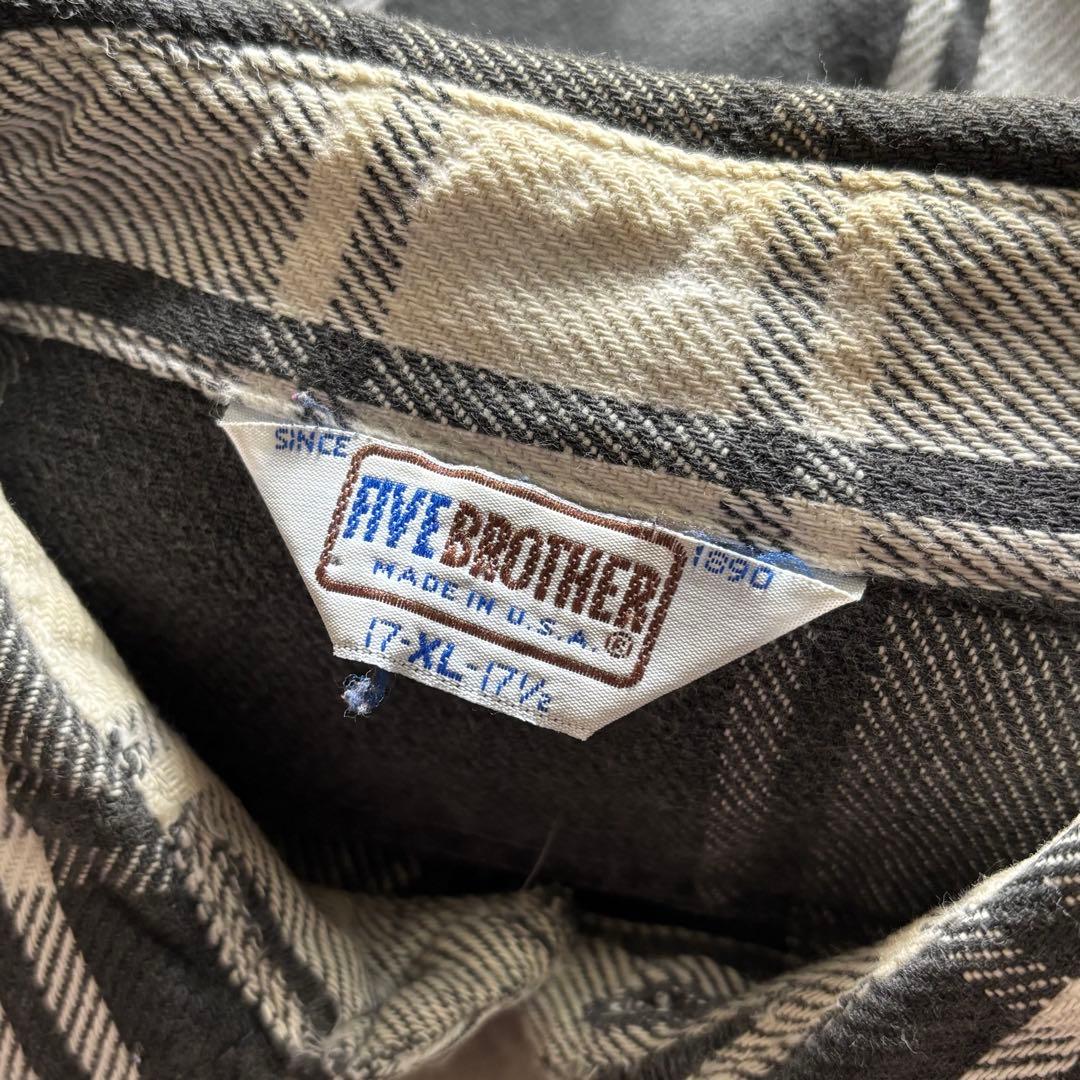 SINCE 1890
FIVE BROTHER
MADE IN U.S.A. ®
17-XL-17½